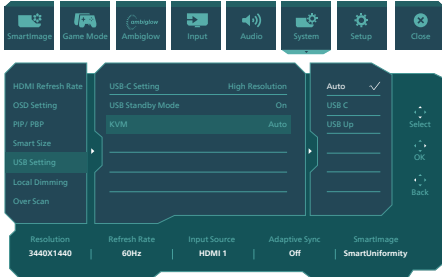 SmartImage
Game Mode
ambiglow
Ambiglow
Input
Audio
System
Setup
Close
HDMI Refresh Rate
OSD Setting
PIP/ PBP
Smart Size
USB Setting
Local Dimming
Over Scan
USB-C Setting High Resolution
USB Standby Mode On
KVM Auto
Auto
USB C
USB Up
Select
OK
Back
Resolution Refresh Rate Input Source Adaptive Sync SmartImage
3440X1440 60Hz HDMI 1 Off SmartUniformity